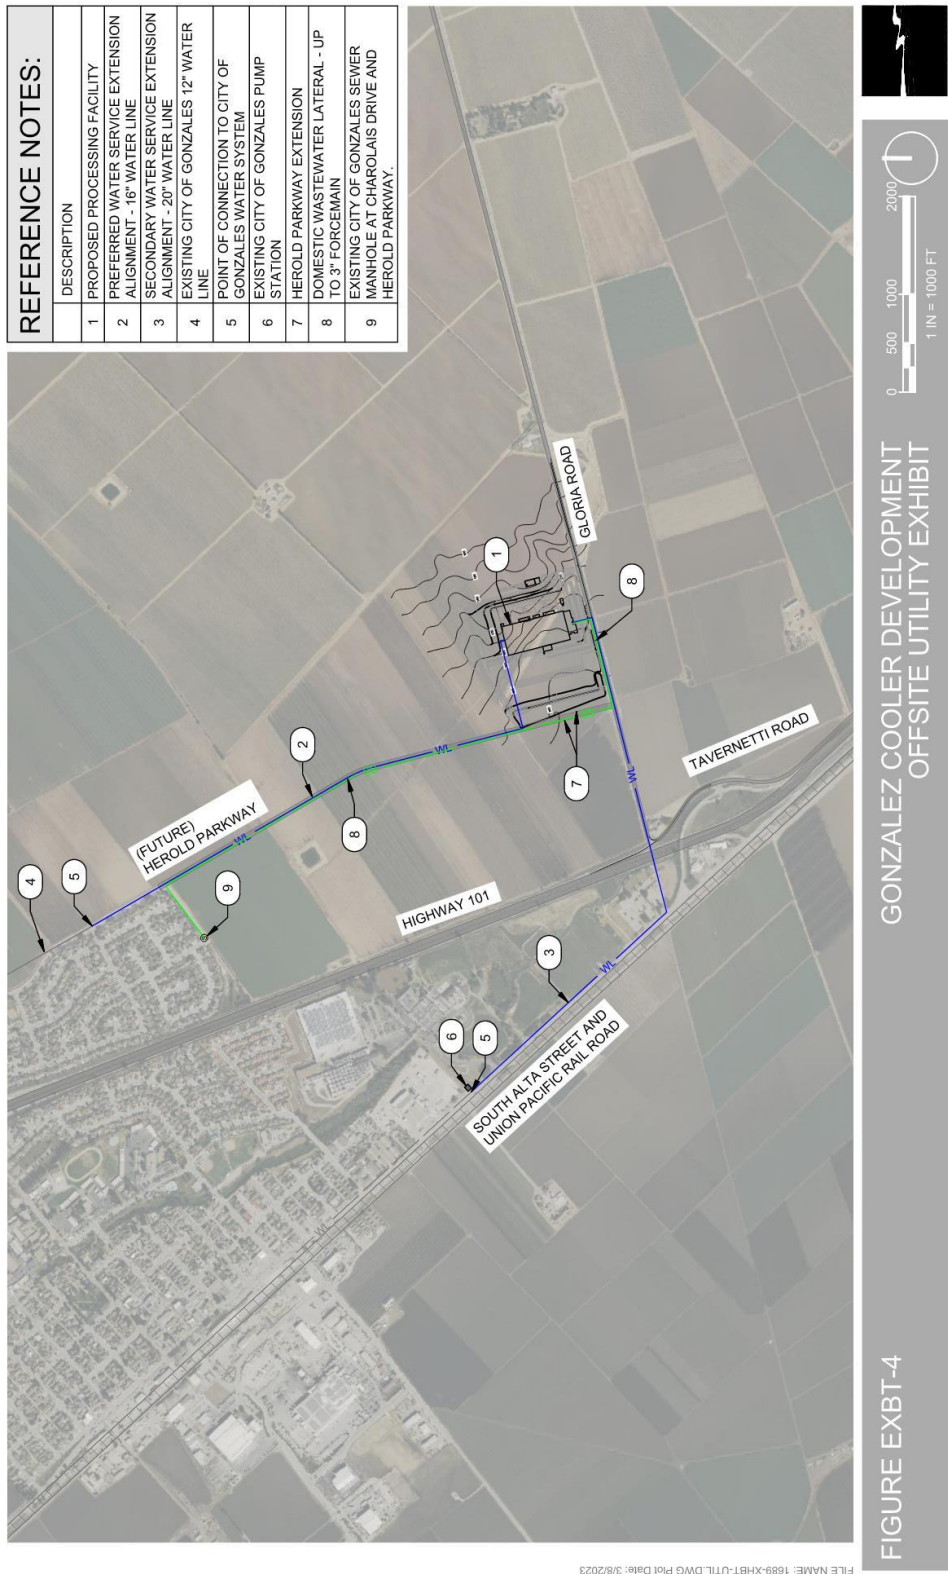 REFERENCE NOTES:
DESCRIPTION
1 PROPOSED PROCESSING FACILITY
2 PREFERRED WATER SERVICE EXTENSION
ALIGNMENT - 16" WATER LINE
3 SECONDARY WATER SERVICE EXTENSION
ALIGNMENT - 20" WATER LINE
4 EXISTING CITY OF GONZALES 12" WATER
LINE
5 POINT OF CONNECTION TO CITY OF
GONZALES WATER SYSTEM
6 EXISTING CITY OF GONZALES PUMP
STATION
7 HEROLD PARKWAY EXTENSION
8 DOMESTIC WASTEWATER LATERAL - UP
TO 3" FORCEMAIN
9 EXISTING CITY OF GONZALES SEWER
MANHOLE AT CHAROLAIS DRIVE AND
HEROLD PARKWAY.
4
5
(FUTURE)
HEROLD PARKWAY
2
9
8
WL
WL
HIGHWAY 101
1
GLORIA ROAD
8
7
WL
TAVERNETTI ROAD
3
WL
6
5
SOUTH ALTA STREET AND
UNION PACIFIC RAIL ROAD
WL
FIGURE EXBT-4
GONZALEZ COOLER DEVELOPMENT
OFFSITE UTILITY EXHIBIT
0 500 1000 2000
1 IN = 1000 FT
FILE NAME: 1689-XHBT-UTIL.DWG Plot Date: 3/8/2023